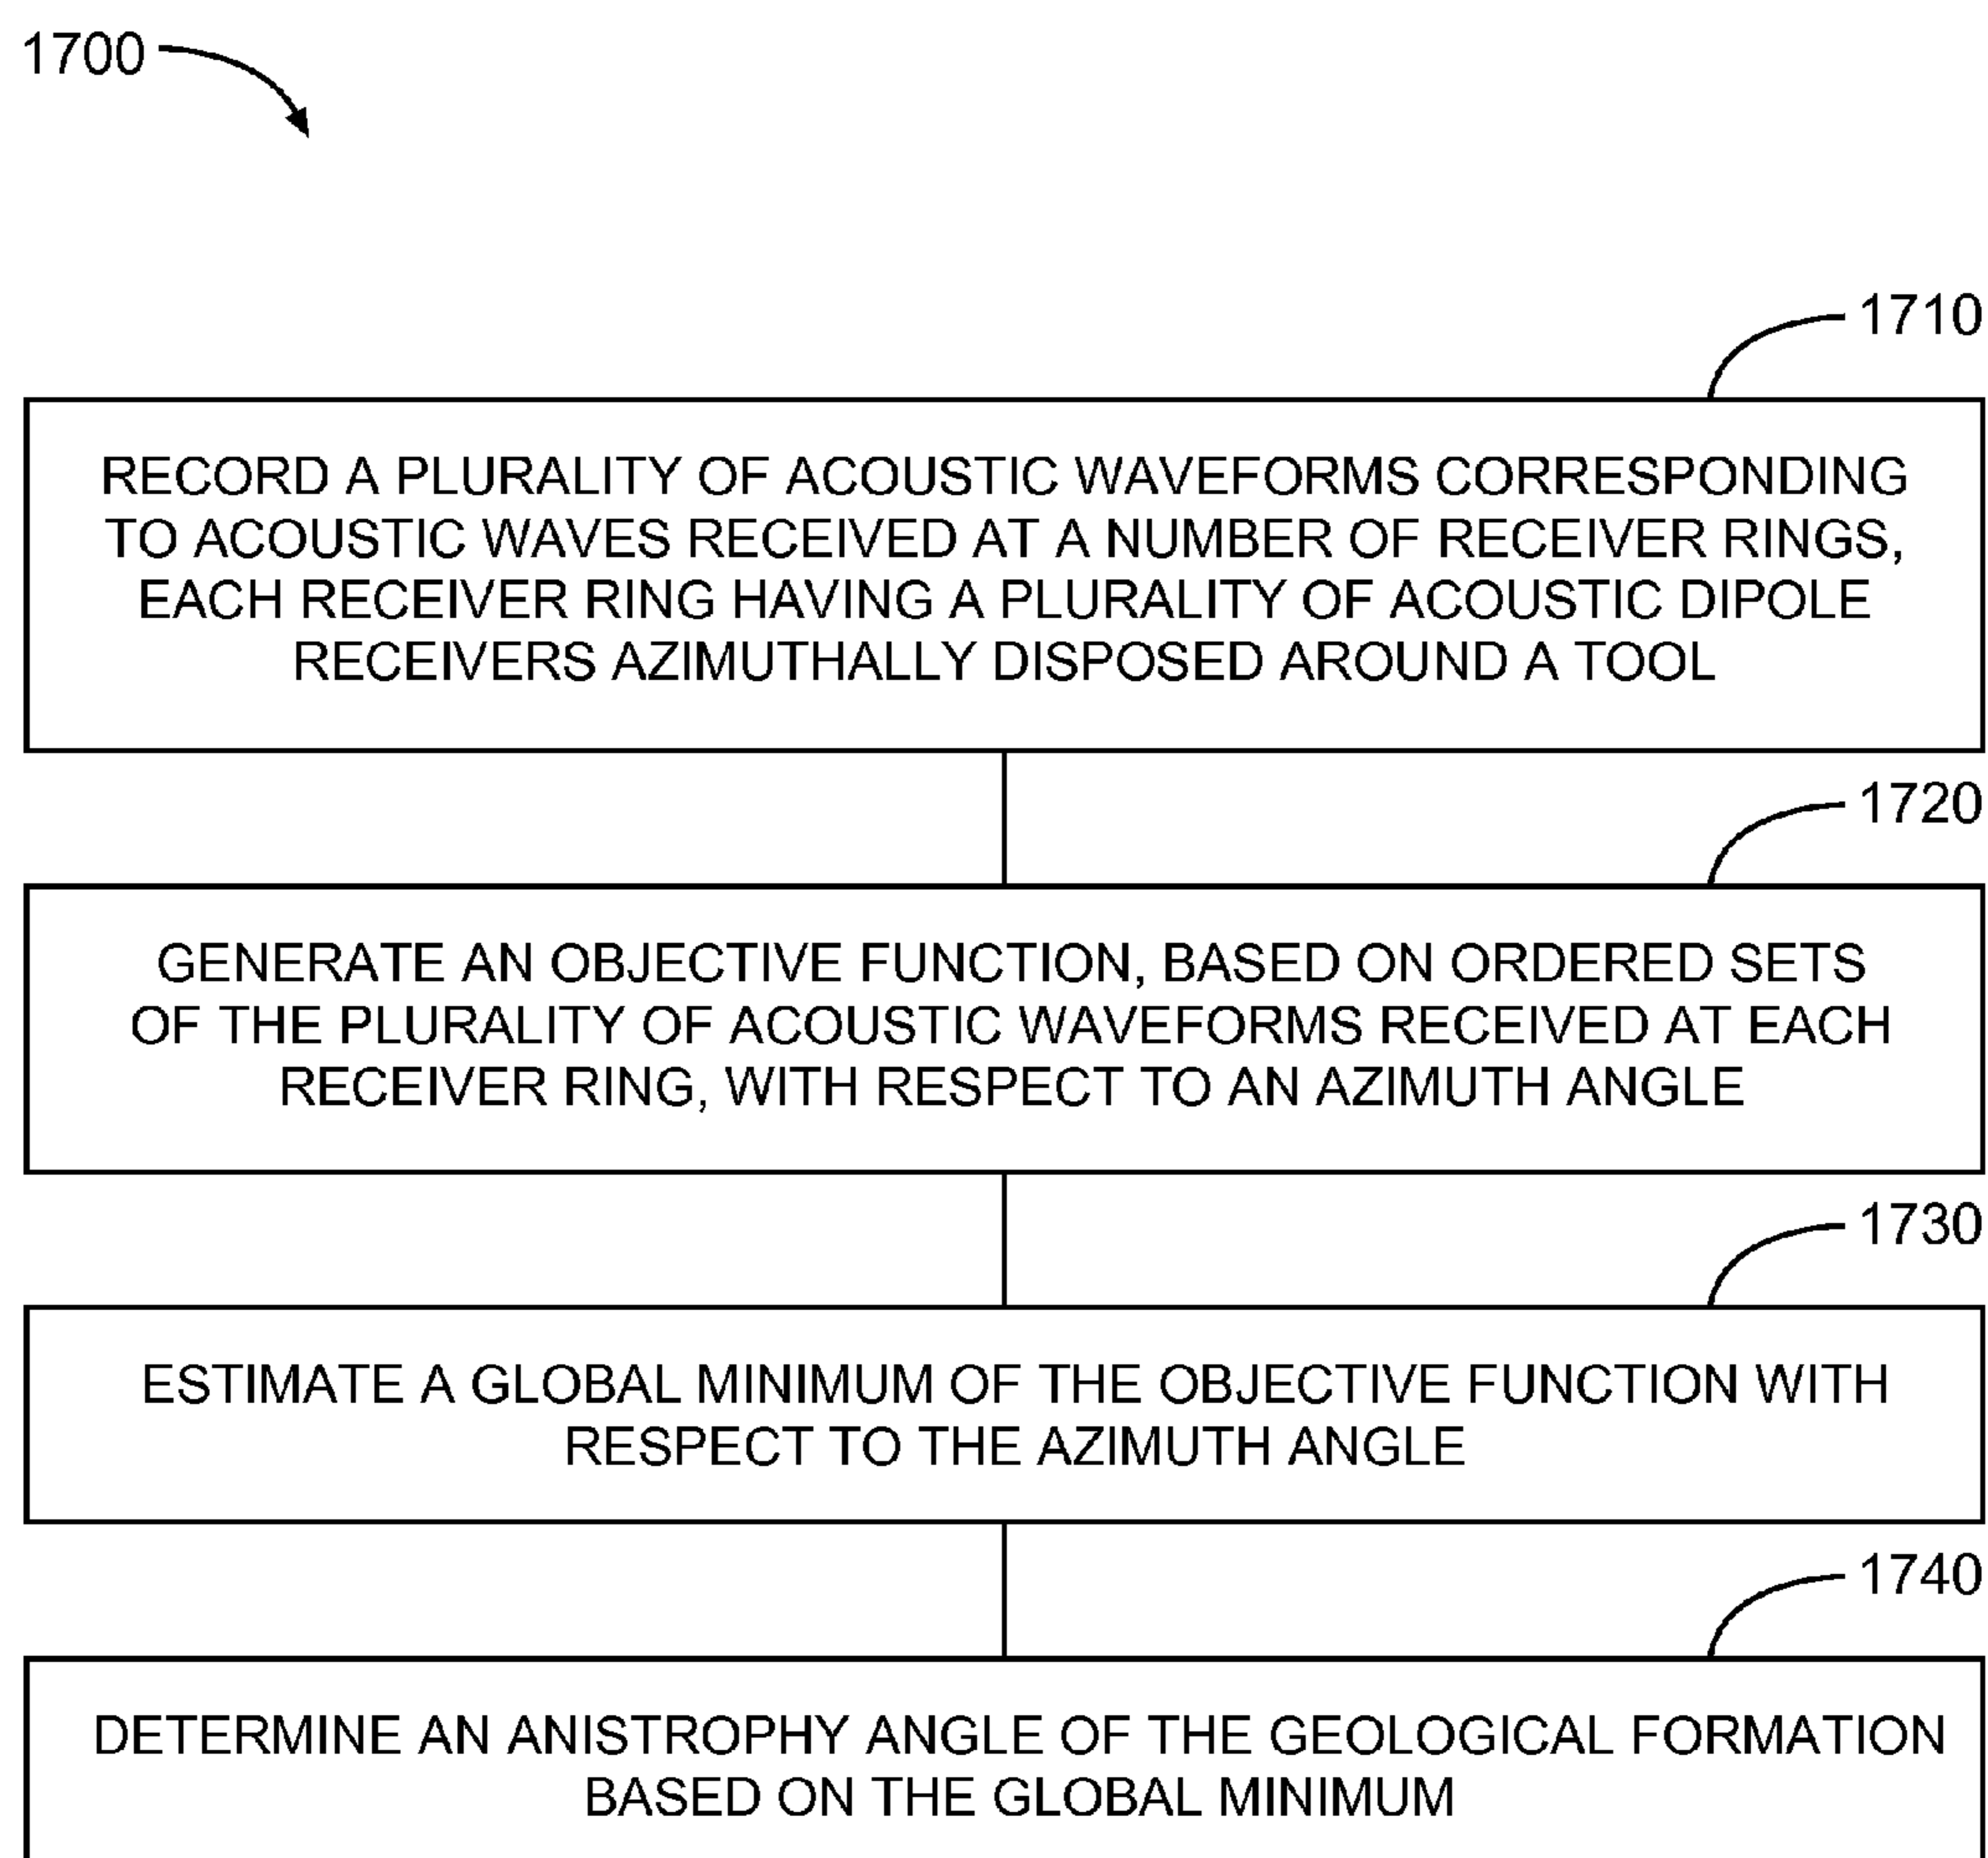 1700
1710
RECORD A PLURALITY OF ACOUSTIC WAVEFORMS CORRESPONDING
TO ACOUSTIC WAVES RECEIVED AT A NUMBER OF RECEIVER RINGS,
EACH RECEIVER RING HAVING A PLURALITY OF ACOUSTIC DIPOLE
RECEIVERS AZIMUTHALLY DISPOSED AROUND A TOOL
1720
GENERATE AN OBJECTIVE FUNCTION, BASED ON ORDERED SETS
OF THE PLURALITY OF ACOUSTIC WAVEFORMS RECEIVED AT EACH
RECEIVER RING, WITH RESPECT TO AN AZIMUTH ANGLE
1730
ESTIMATE A GLOBAL MINIMUM OF THE OBJECTIVE FUNCTION WITH
RESPECT TO THE AZIMUTH ANGLE
1740
DETERMINE AN ANISTROPHY ANGLE OF THE GEOLOGICAL FORMATION
BASED ON THE GLOBAL MINIMUM